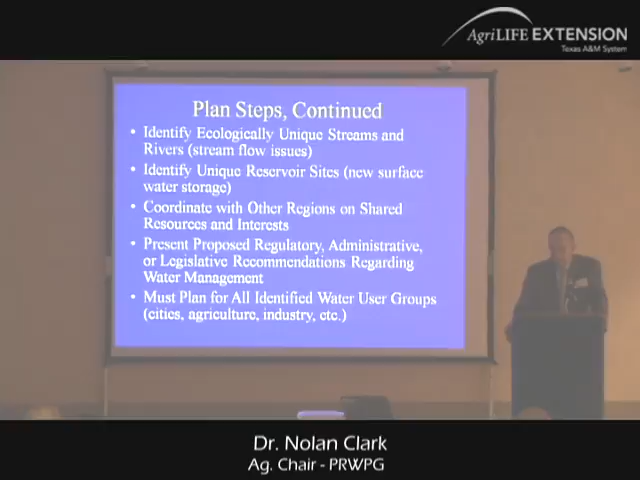 AgriLIFE EXTENSION
Texas A&M System
Plan Steps, Continued
• Identify Ecologically Unique Streams and
Rivers (stream flow issues)
• Identify Unique Reservoir Sites (new surface
water storage)
• Coordinate with Other Regions on Shared
Resources and Interests
• Present Proposed Regulatory, Administrative,
or Legislative Recommendations Regarding
Water Management
• Must Plan for All Identified Water User Groups
(cities, agriculture, industry, etc.)
Dr. Nolan Clark
Ag. Chair - PRWPG